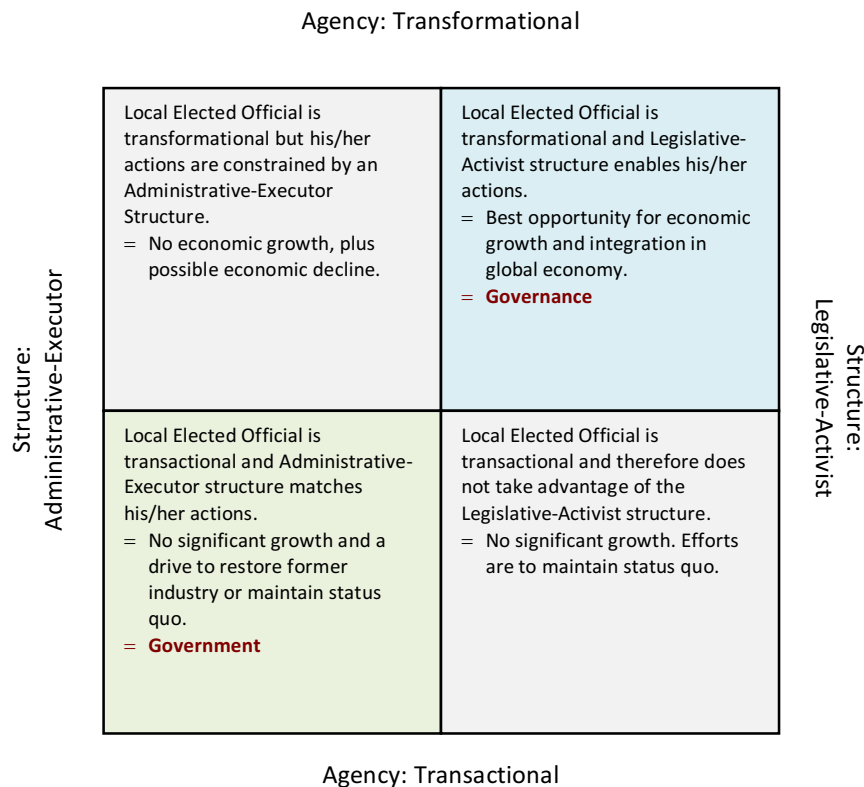 Agency: Transformational
Structure:
Administrative-Executor
Local Elected Official is
transformational but his/her
actions are constrained by an
Administrative-Executor
Structure.
= No economic growth, plus
possible economic decline.
Local Elected Official is
transformational and Legislative-
Activist structure enables his/her
actions.
= Best opportunity for economic
growth and integration in
global economy.
= Governance
Structure:
Legislative-Activist
Local Elected Official is
transactional and Administrative-
Executor structure matches
his/her actions.
= No significant growth and a
drive to restore former
industry or maintain status
quo.
= Government
Local Elected Official is
transactional and therefore does
not take advantage of the
Legislative-Activist structure.
= No significant growth. Efforts
are to maintain status quo.
Agency: Transactional